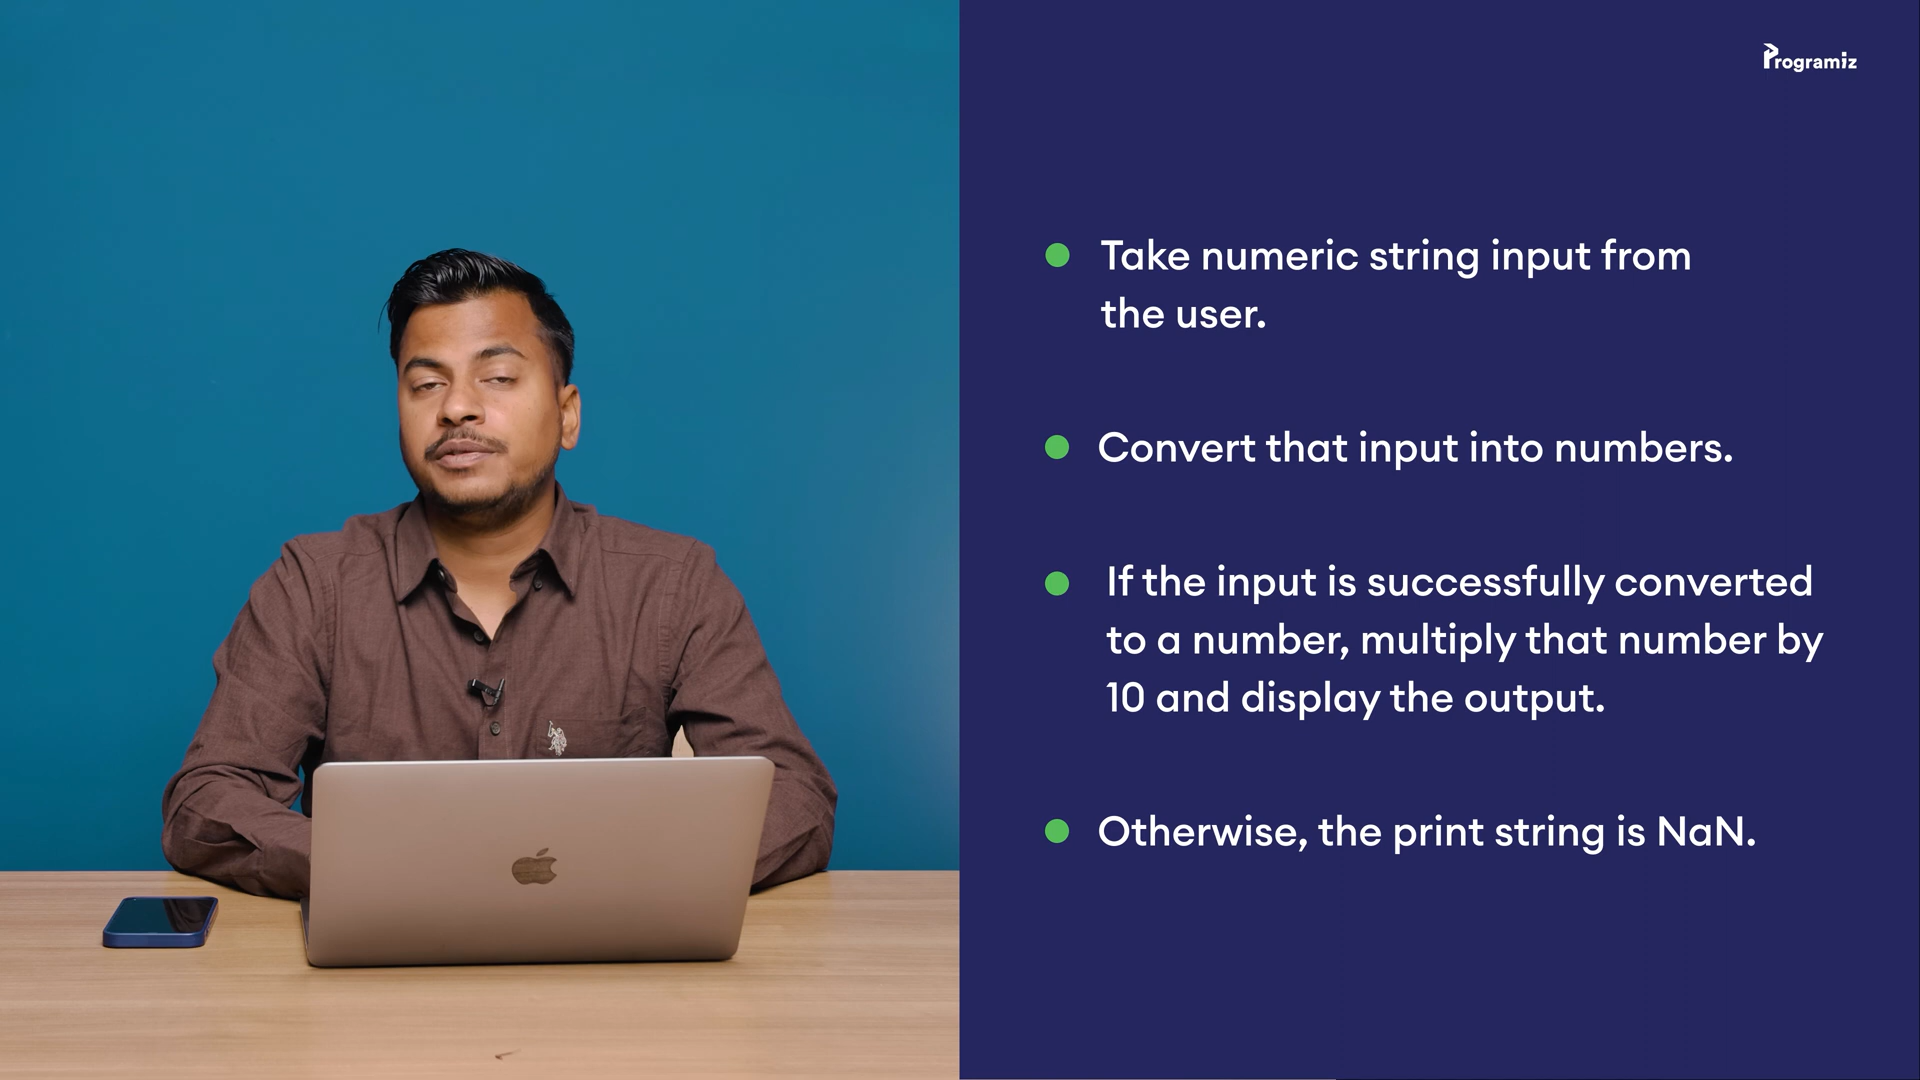 Programiz
Take numeric string input from
the user.
Convert that input into numbers.
If the input is successfully converted
to a number, multiply that number by
10 and display the output.
Otherwise, the print string is NaN.